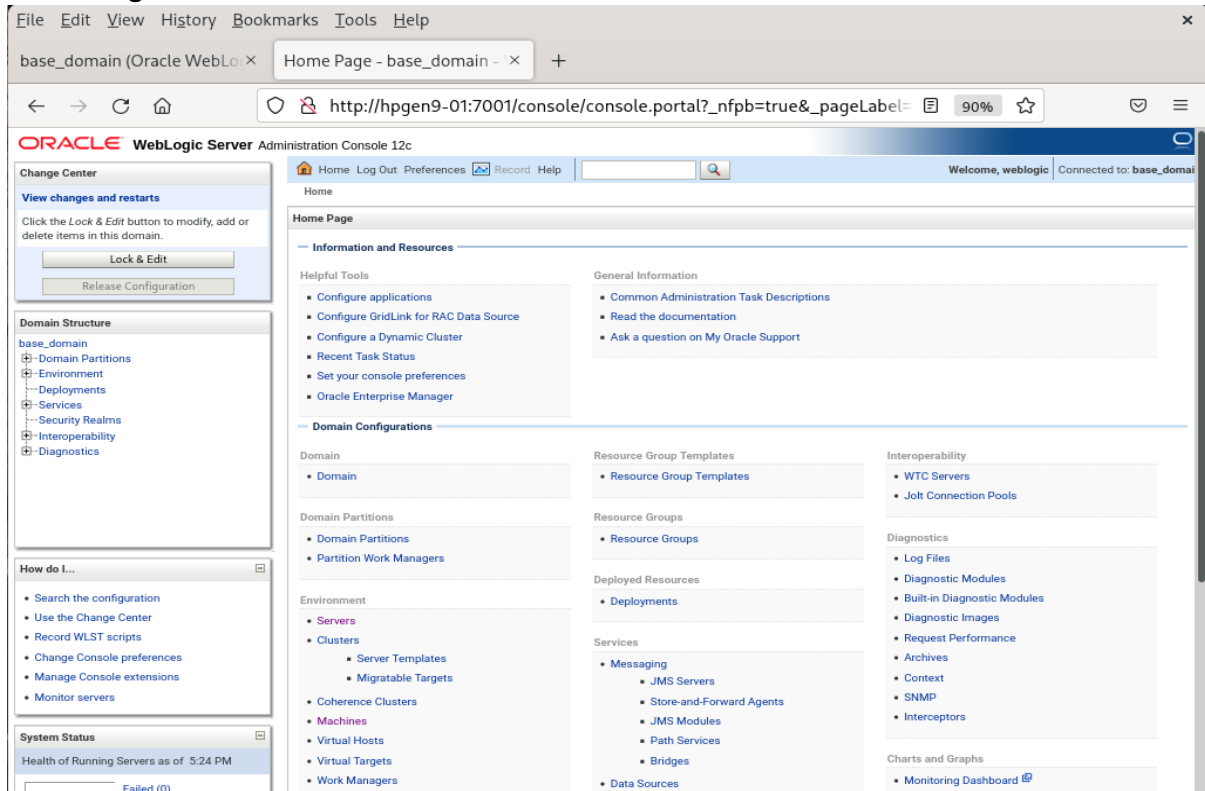 File Edit View History Bookmarks Tools Help ×
base_domain (Oracle WebLo × Home Page - base_domain - × +
http://hpgen9-01:7001/console/console.portal?_nfpb=true&_pageLabel= 90%
ORACLE WebLogic Server Administration Console 12c
Change Center
View changes and restarts
Click the Lock & Edit button to modify, add or
delete items in this domain.
Lock & Edit
Release Configuration
Domain Structure
base_domain
Domain Partitions
Environment
Deployments
Services
Security Realms
Interoperability
Diagnostics
How do I...
• Search the configuration
• Use the Change Center
• Record WLST scripts
• Change Console preferences
• Manage Console extensions
• Monitor servers
System Status
Health of Running Servers as of 5:24 PM
Failed (0)
Home Log Out Preferences Record Help
Welcome, weblogic Connected to: base_domai
Home
Home Page
Information and Resources
Helpful Tools
Configure applications
Configure GridLink for RAC Data Source
Configure a Dynamic Cluster
Recent Task Status
Set your console preferences
Oracle Enterprise Manager
General Information
Common Administration Task Descriptions
Read the documentation
Ask a question on My Oracle Support
Domain Configurations
Domain
• Domain
Domain Partitions
• Domain Partitions
• Partition Work Managers
Environment
• Servers
• Clusters
Server Templates
Migratable Targets
• Coherence Clusters
• Machines
• Virtual Hosts
• Virtual Targets
• Work Managers
Resource Group Templates
• Resource Group Templates
Resource Groups
• Resource Groups
Deployed Resources
• Deployments
Services
• Messaging
JMS Servers
Store-and-Forward Agents
JMS Modules
Path Services
Bridges
• Data Sources
Interoperability
• WTC Servers
• Jolt Connection Pools
Diagnostics
• Log Files
• Diagnostic Modules
• Built-in Diagnostic Modules
• Diagnostic Images
• Request Performance
• Archives
• Context
• SNMP
• Interceptors
Charts and Graphs
• Monitoring Dashboard